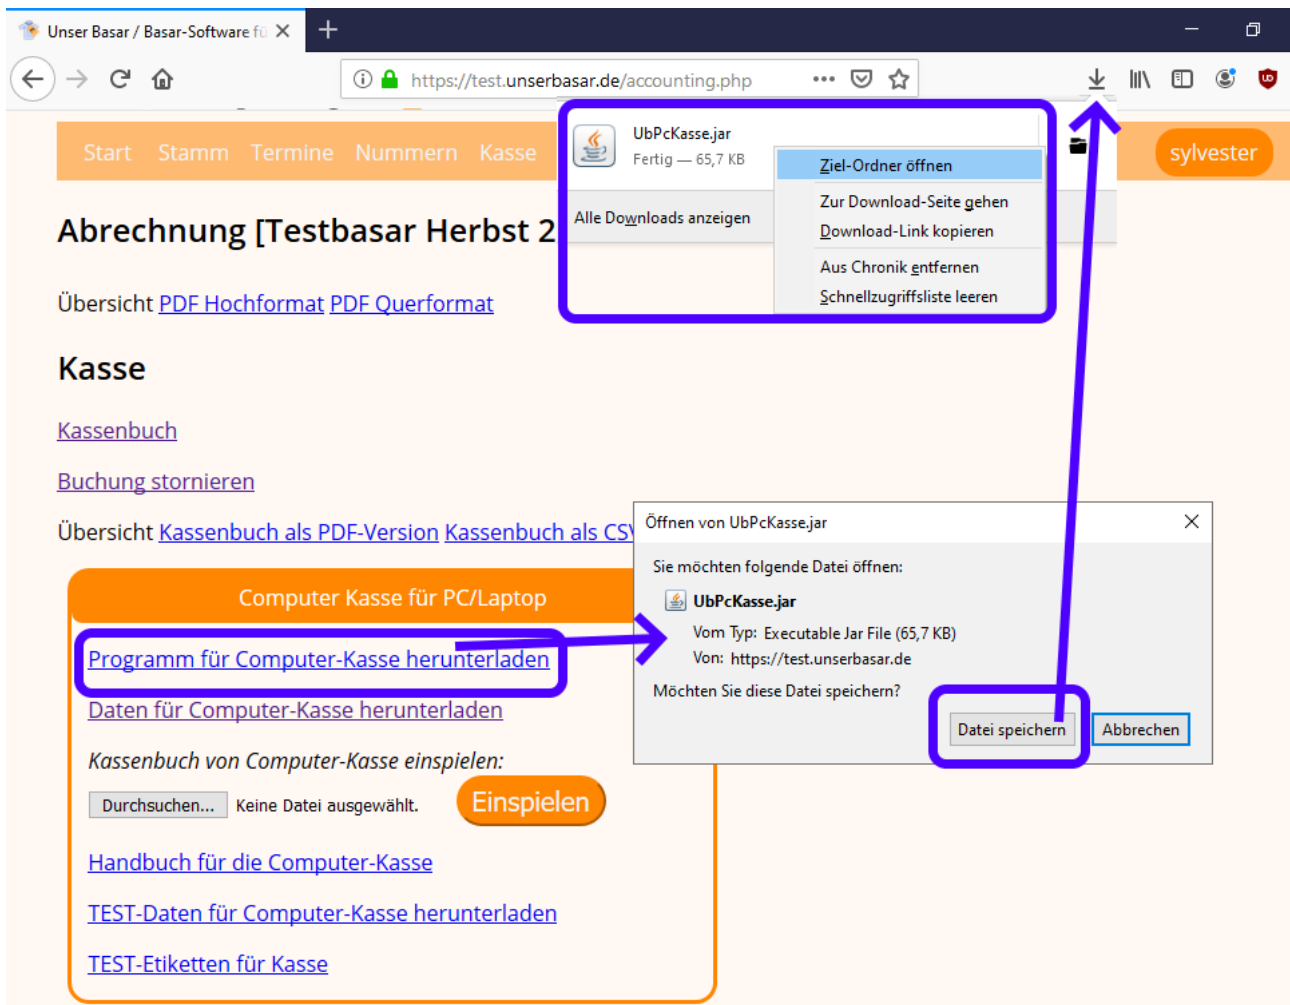 Unser Basar / Basar-Software fü
https://test.unserbasar.de/accounting.php
Start Stamm Termine Nummern Kasse
sylvester
UbPcKasse.jar
Fertig — 65,7 KB
Alle Downloads anzeigen
Ziel-Ordner öffnen
Zur Download-Seite gehen
Download-Link kopieren
Aus Chronik entfernen
Schnellzugriffsliste leeren
Abrechnung [Testbasar Herbst 2
Übersicht PDF Hochformat PDF Querformat
Kasse
Kassenbuch
Buchung stornieren
Übersicht Kassenbuch als PDF-Version Kassenbuch als CSV
Computer Kasse für PC/Laptop
Programm für Computer-Kasse herunterladen
Daten für Computer-Kasse herunterladen
Kassenbuch von Computer-Kasse einspielen:
Durchsuchen... Keine Datei ausgewählt. Einspielen
Handbuch für die Computer-Kasse
TEST-Daten für Computer-Kasse herunterladen
TEST-Etiketten für Kasse
Öffnen von UbPcKasse.jar
Sie möchten folgende Datei öffnen:
UbPcKasse.jar
Vom Typ: Executable Jar File (65,7 KB)
Von: https://test.unserbasar.de
Möchten Sie diese Datei speichern?
Datei speichern Abbrechen